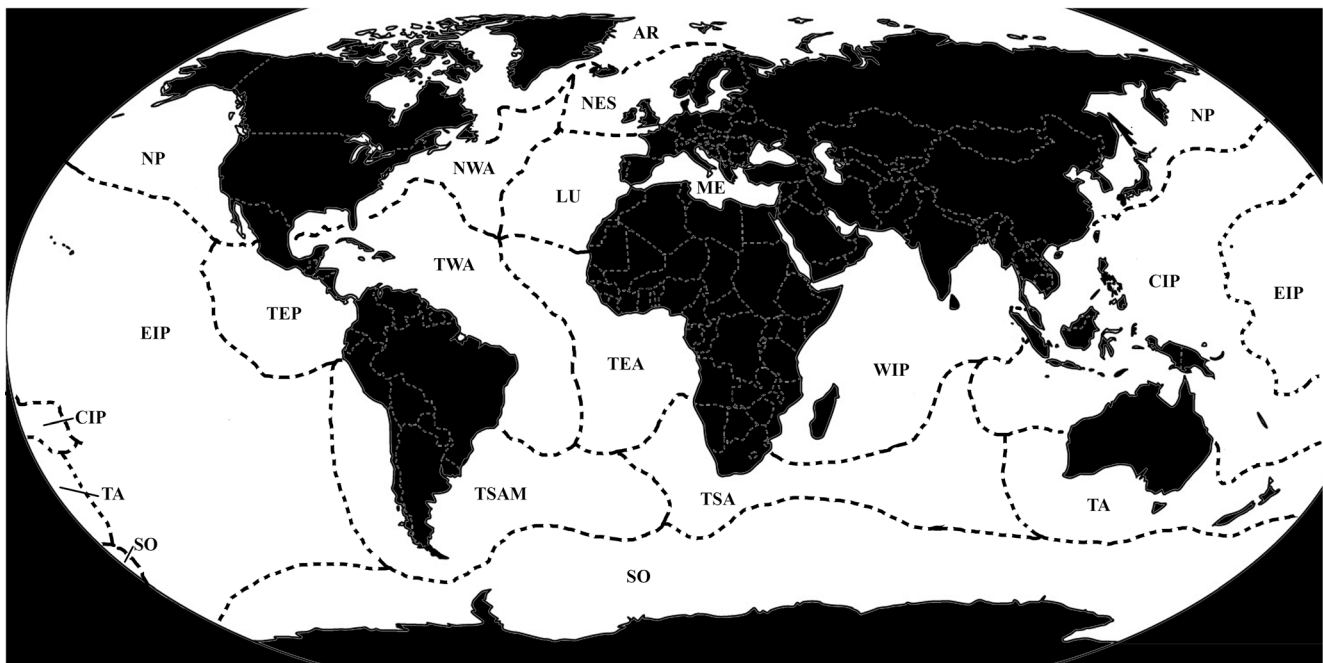 AR
NES
NP
NP
NWA
ME
LU
TWA
CIP
EIP
TEP
EIP
TEA
WIP
CIP
TA
TSAM
TSA
TA
SO
SO